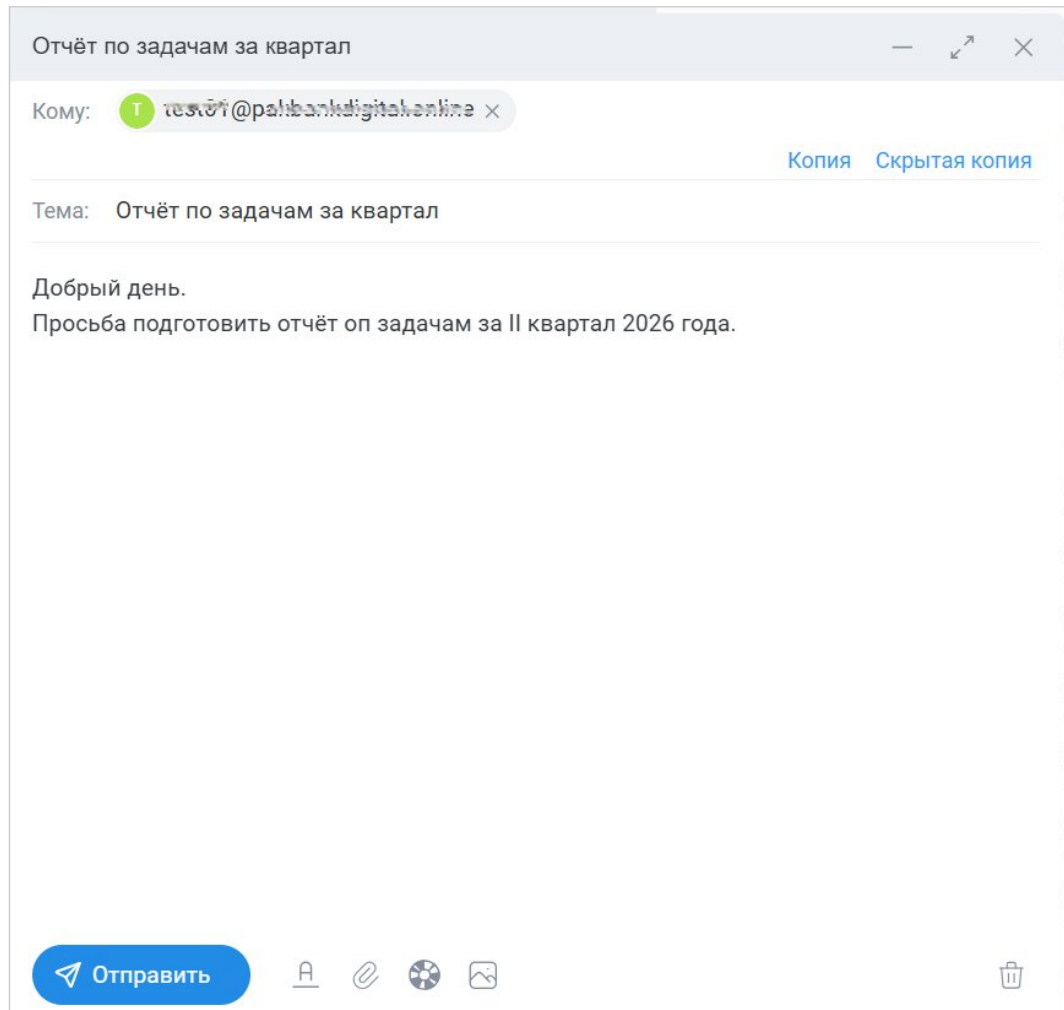 Отчёт по задачам за квартал
Кому: Т
Копия Скрытая копия
Тема: Отчёт по задачам за квартал
Добрый день.
Просьба подготовить отчёт оп задачам за II квартал 2026 года.
Отправить